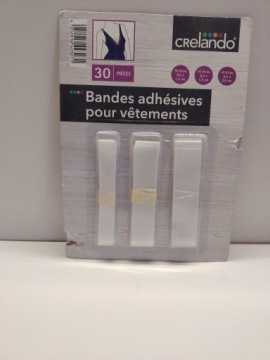 crelando
30 PIÈCES
Bandes adhésives
pour vêtements